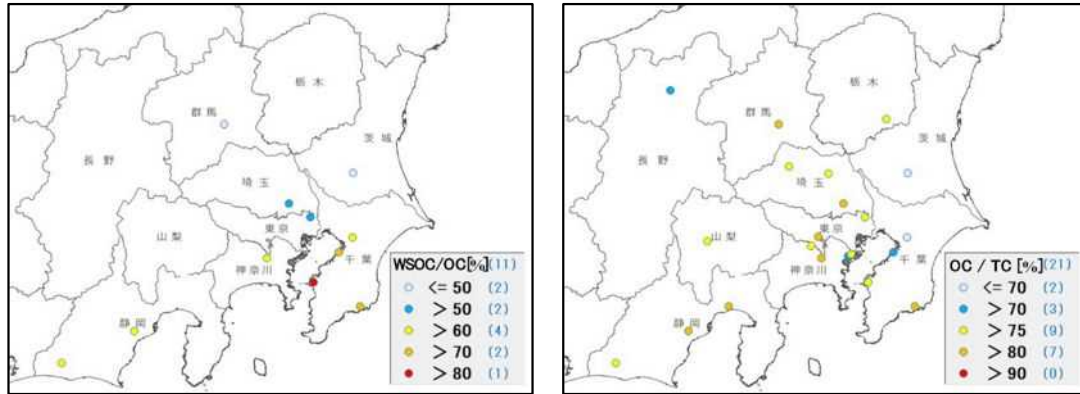 栃木
群馬
茨城
長野
埼玉
東京
山梨
神奈川
千葉
静岡
WSOC/OC[%](11)
<= 50 (2)
> 50 (2)
> 60 (4)
> 70 (2)
> 80 (1)
栃木
群馬
茨城
長野
埼玉
東京
山梨
神奈川
千葉
静岡
OC / TC [%](21)
<= 70 (2)
> 70 (3)
> 75 (9)
> 80 (7)
> 90 (0)